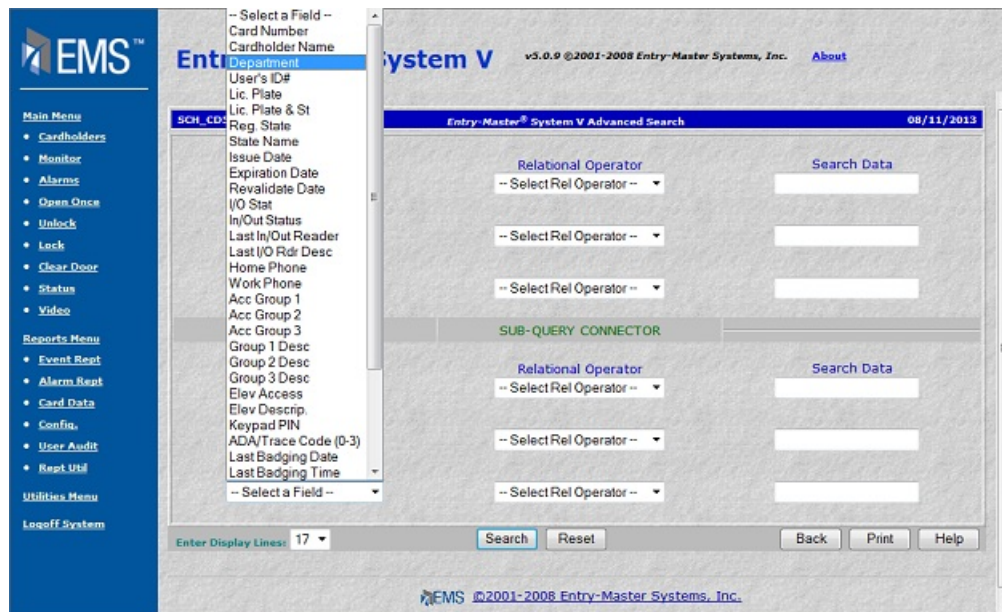 EMS™
Main Menu
Cardholders
Monitor
Alarms
Open Once
Unlock
Lock
Clear Door
Status
Video
Reports Menu
Event Rept
Alarm Rept
Card Data
Config.
User Audit
Rept Util
Utilities Menu
Logoff System
v5.0.9 ©2001-2008 Entry-Master Systems, Inc. About
Entry-Master® System V Advanced Search 08/11/2013
-- Select a Field --
Card Number
Cardholder Name
Department
User's ID#
Lic. Plate
Lic. Plate & St
Reg. State
State Name
Issue Date
Expiration Date
Revalidate Date
I/O Stat
In/Out Status
Last In/Out Reader
Last I/O Rdr Desc
Home Phone
Work Phone
Acc Group 1
Acc Group 2
Acc Group 3
Group 1 Desc
Group 2 Desc
Group 3 Desc
Elev Access
Elev Descrip.
Keypad PIN
ADA/Trace Code (0-3)
Last Badging Date
Last Badging Time
-- Select a Field --
Relational Operator Search Data
-- Select Rel Operator --
-- Select Rel Operator --
-- Select Rel Operator --
SUB-QUERY CONNECTOR
Relational Operator Search Data
-- Select Rel Operator --
-- Select Rel Operator --
-- Select Rel Operator --
Enter Display Lines: 17 Search Reset Back Print Help
EMS ©2001-2008 Entry-Master Systems, Inc.